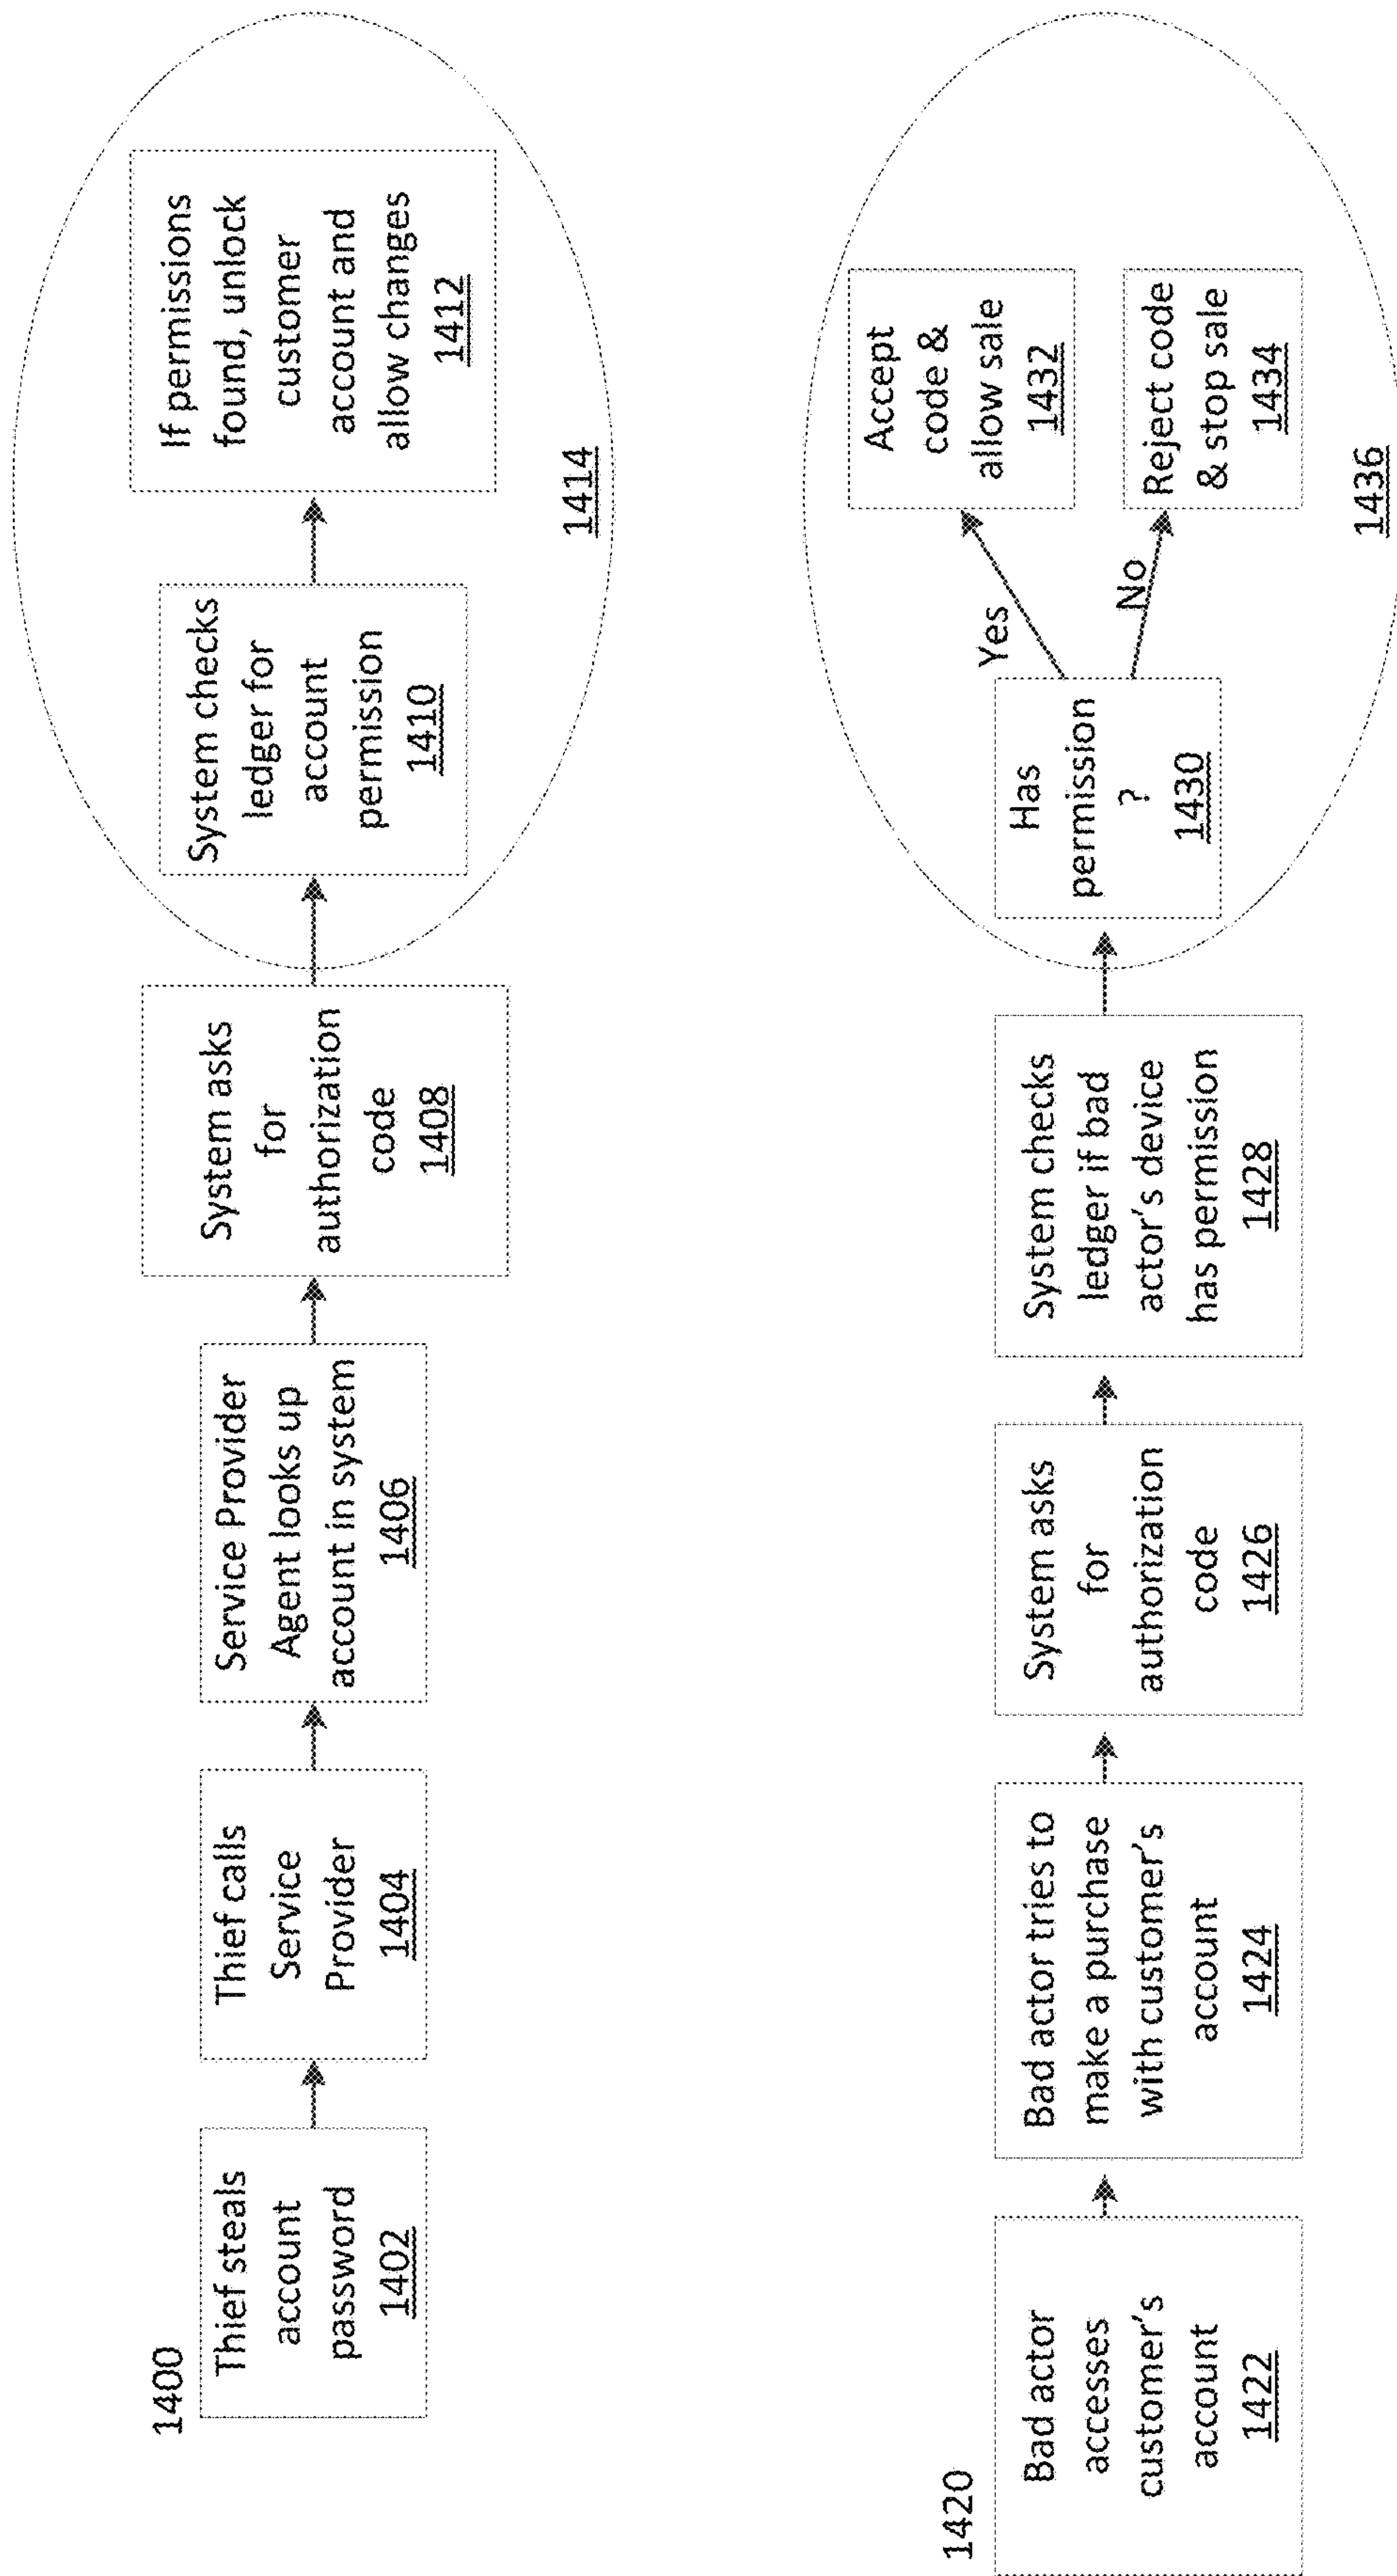 1400
Thief steals
account
password
1402
Thief calls
Service
Provider
1404
Service Provider
Agent looks up
account in system
1406
System asks
for
authorization
code
1408
System checks
ledger for
account
permission
1410
If permissions
found, unlock
customer
account and
allow changes
1412
1414
1420
Bad actor
accesses
customer's
account
1422
Bad actor tries to
make a purchase
with customer's
account
1424
System asks
for
authorization
code
1426
System checks
ledger if bad
actor's device
has permission
1428
Has
permission
?
1430
Yes
No
Accept
code &
allow sale
1432
Reject code
& stop sale
1434
1436